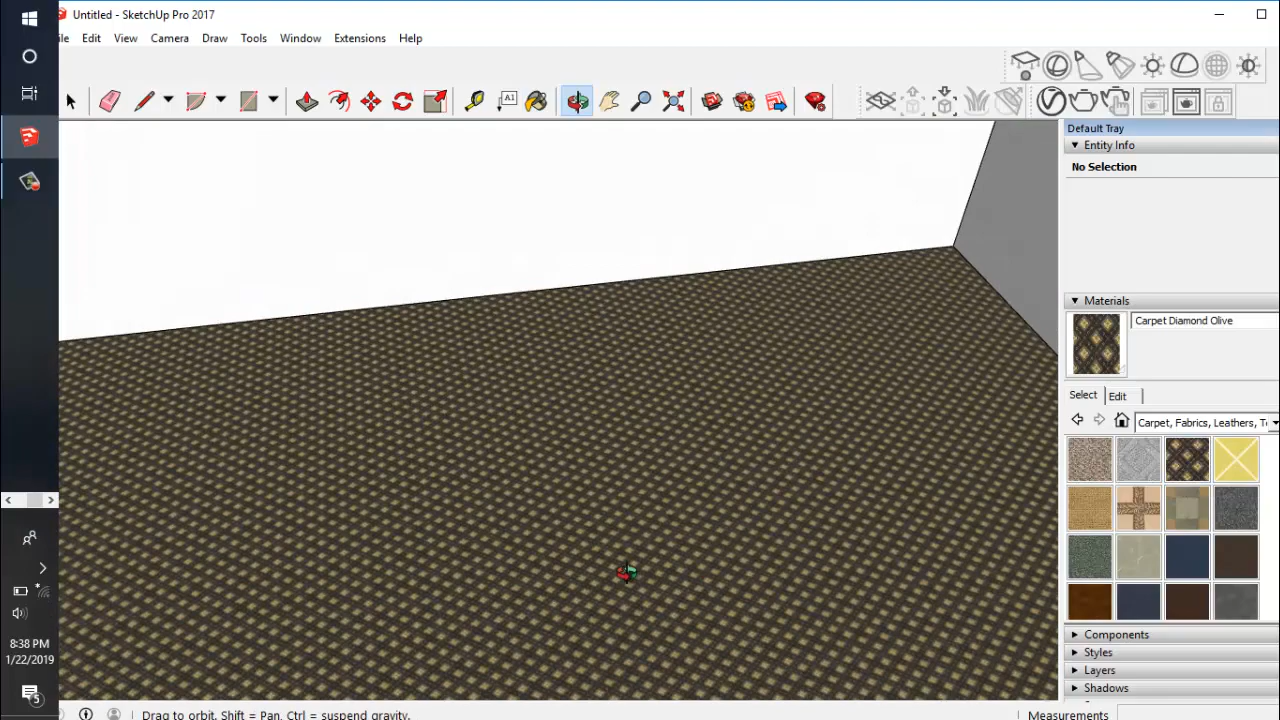 Untitled - SketchUp Pro 2017
ile Edit View Camera Draw Tools Window Extensions Help
A1
Default Tray
Entity Info
No Selection
Materials
Carpet Diamond Olive
Select Edit
Carpet, Fabrics, Leathers, T
Components
Styles
Layers
Shadows
8:38 PM
1/22/2019
5
Drag to orbit. Shift = Pan, Ctrl = suspend gravity.
Measurements